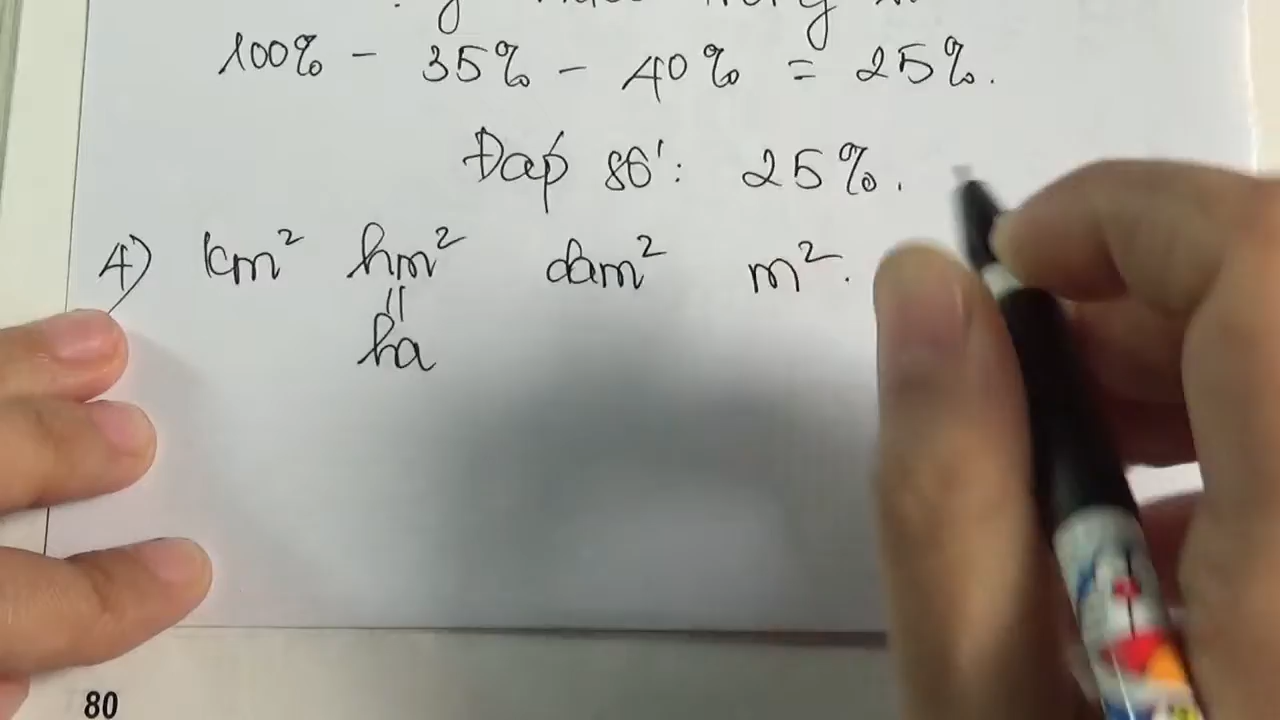 100% - 35% - 40% = 25%.
Đáp số: 25%.
4) km² hm² dam² m².
||
ha
80